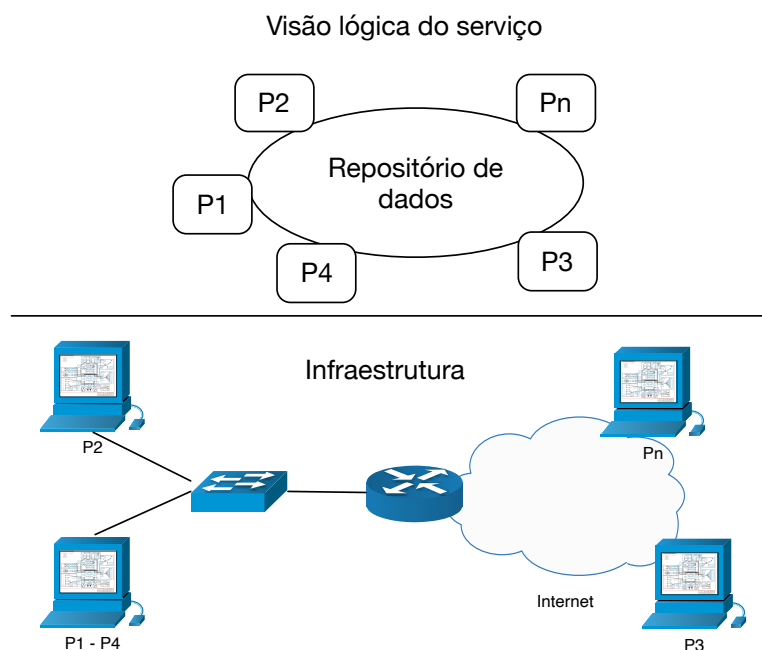 Visão lógica do serviço
P2
Pn
Repositório de
dados
P1
P4
P3
Infraestrutura
P2
Pn
Internet
P1 - P4
P3